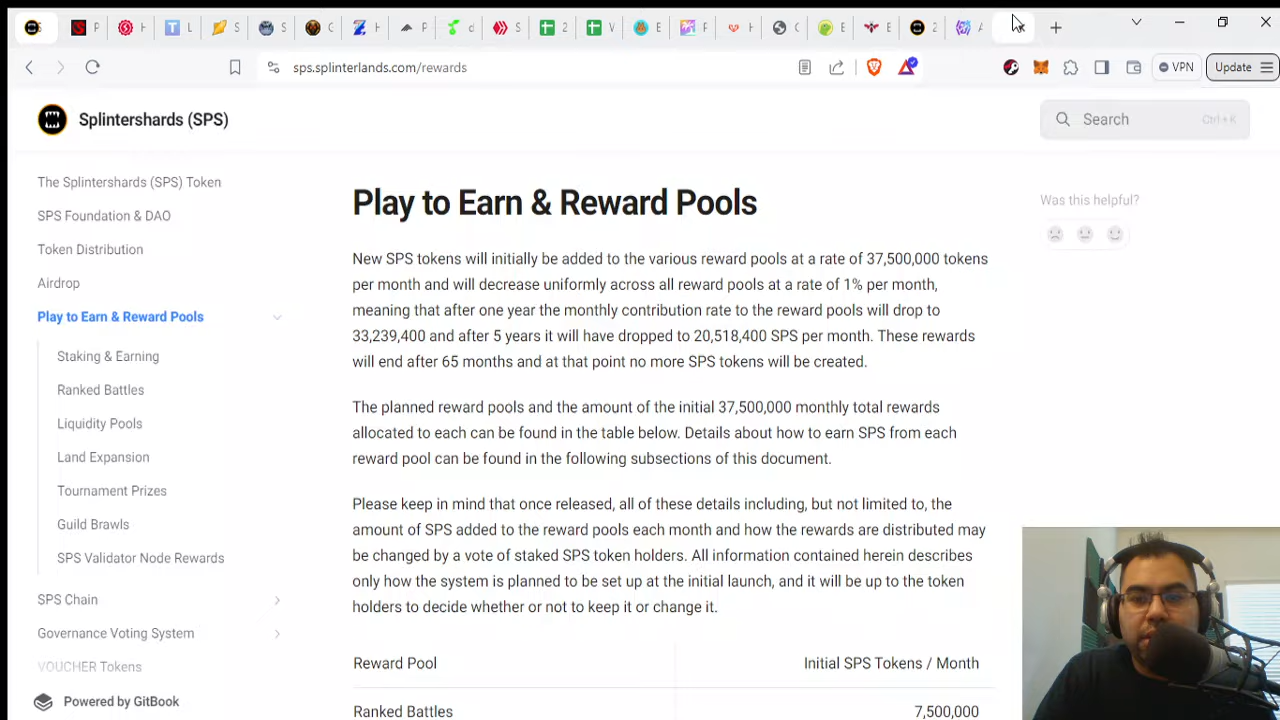 S
P
H
L
S
S
C
H
P
d
S
2
V
E
F
H
C
E
E
2
A
sps.splinterlands.com/rewards
VPN
Update
Splintershards (SPS)
Search
Ctrl + K
The Splintershards (SPS) Token
SPS Foundation & DAO
Token Distribution
Airdrop
Play to Earn & Reward Pools
Staking & Earning
Ranked Battles
Liquidity Pools
Land Expansion
Tournament Prizes
Guild Brawls
SPS Validator Node Rewards
SPS Chain
Governance Voting System
VOUCHER Tokens
Powered by GitBook
Play to Earn & Reward Pools
New SPS tokens will initially be added to the various reward pools at a rate of 37,500,000 tokens
per month and will decrease uniformly across all reward pools at a rate of 1% per month,
meaning that after one year the monthly contribution rate to the reward pools will drop to
33,239,400 and after 5 years it will have dropped to 20,518,400 SPS per month. These rewards
will end after 65 months and at that point no more SPS tokens will be created.
The planned reward pools and the amount of the initial 37,500,000 monthly total rewards
allocated to each can be found in the table below. Details about how to earn SPS from each
reward pool can be found in the following subsections of this document.
Please keep in mind that once released, all of these details including, but not limited to, the
amount of SPS added to the reward pools each month and how the rewards are distributed may
be changed by a vote of staked SPS token holders. All information contained herein describes
only how the system is planned to be set up at the initial launch, and it will be up to the token
holders to decide whether or not to keep it or change it.
Reward Pool
Initial SPS Tokens / Month
Ranked Battles
7,500,000
Was this helpful?